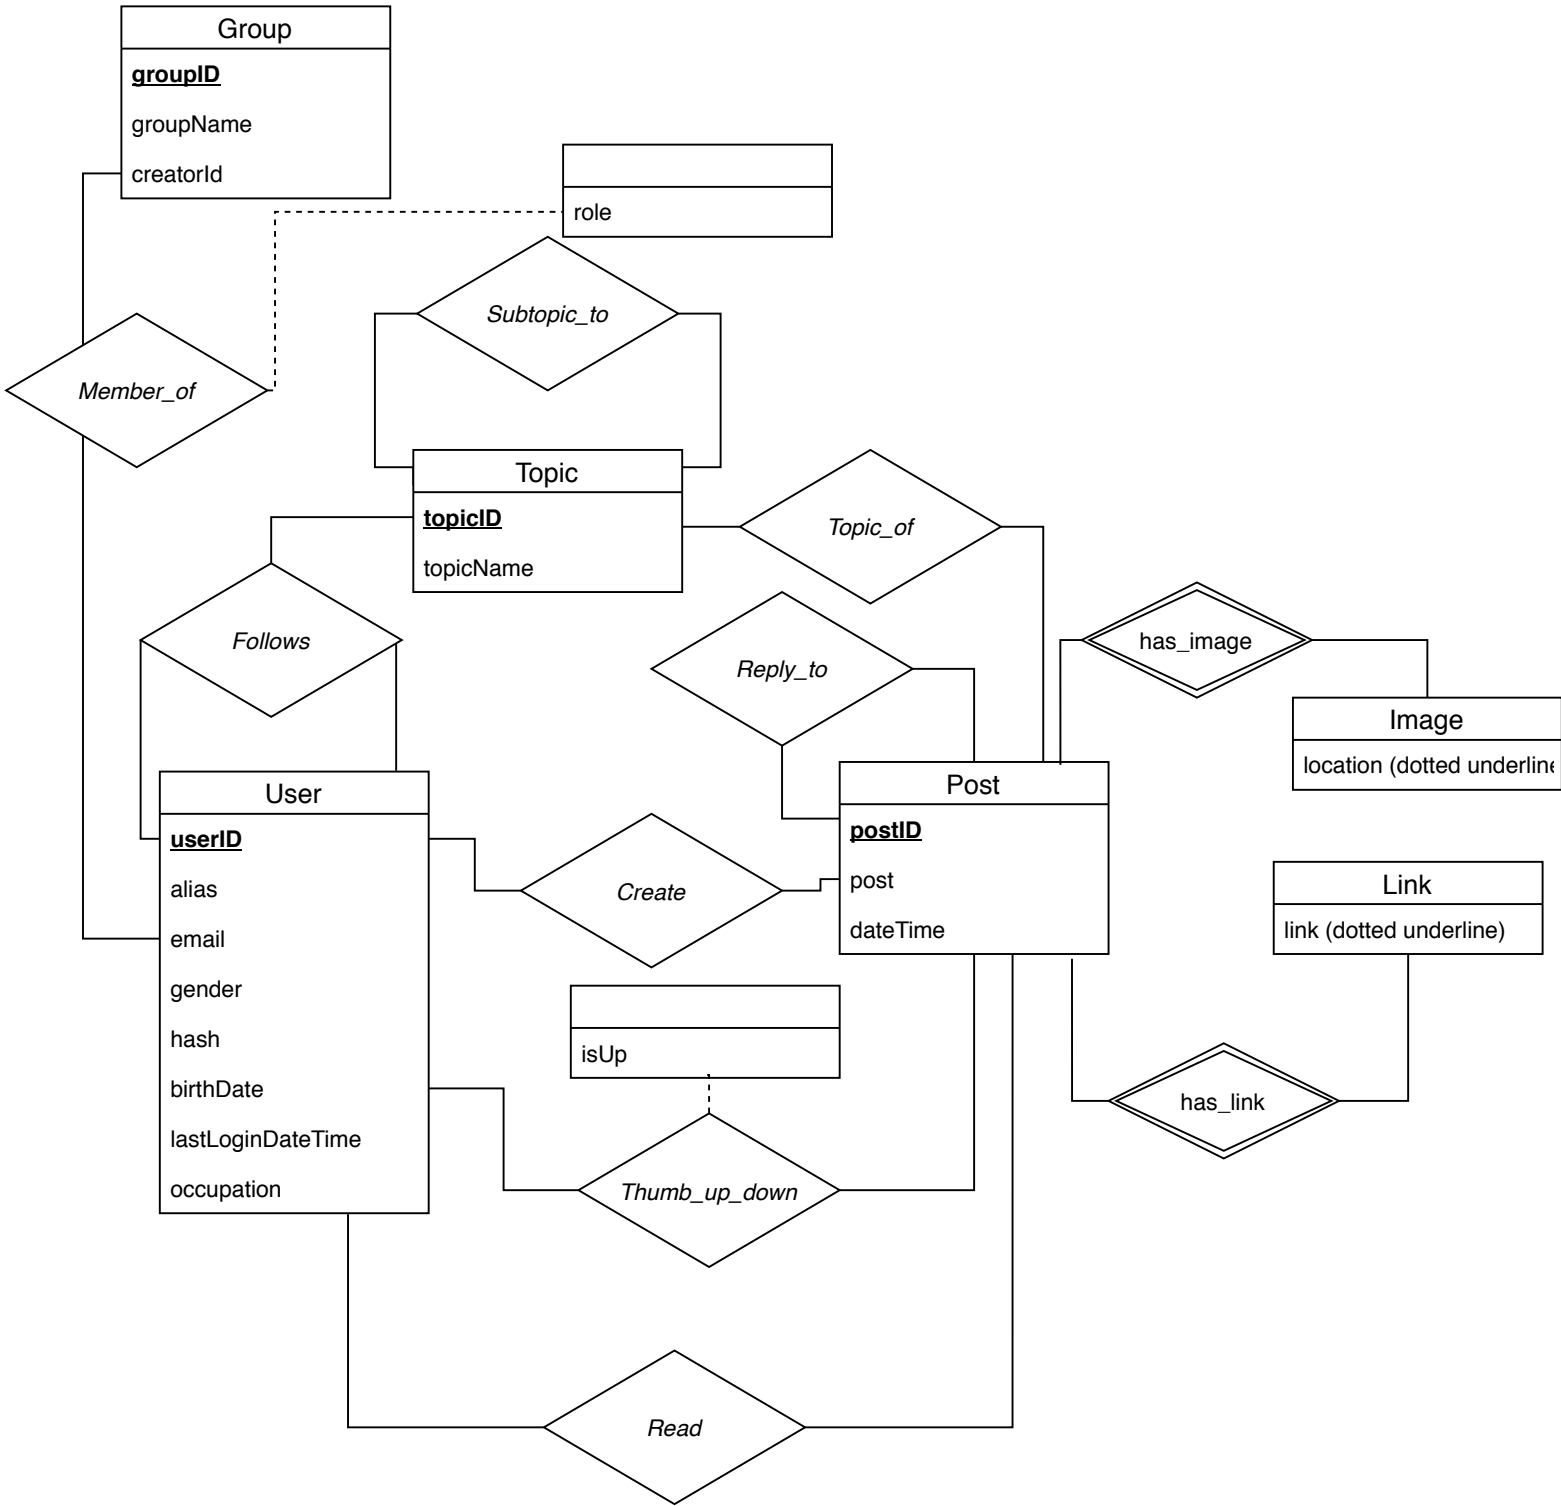 Group
groupID
groupName
creatorId
role
Subtopic_to
Member_of
Topic
topicID
topicName
Topic_of
Follows
Reply_to
has_image
Image
location (dotted underline
User
userID
alias
email
gender
hash
birthDate
lastLoginDateTime
occupation
Create
Post
postID
post
dateTime
Link
link (dotted underline)
isUp
has_link
Thumb_up_down
Read